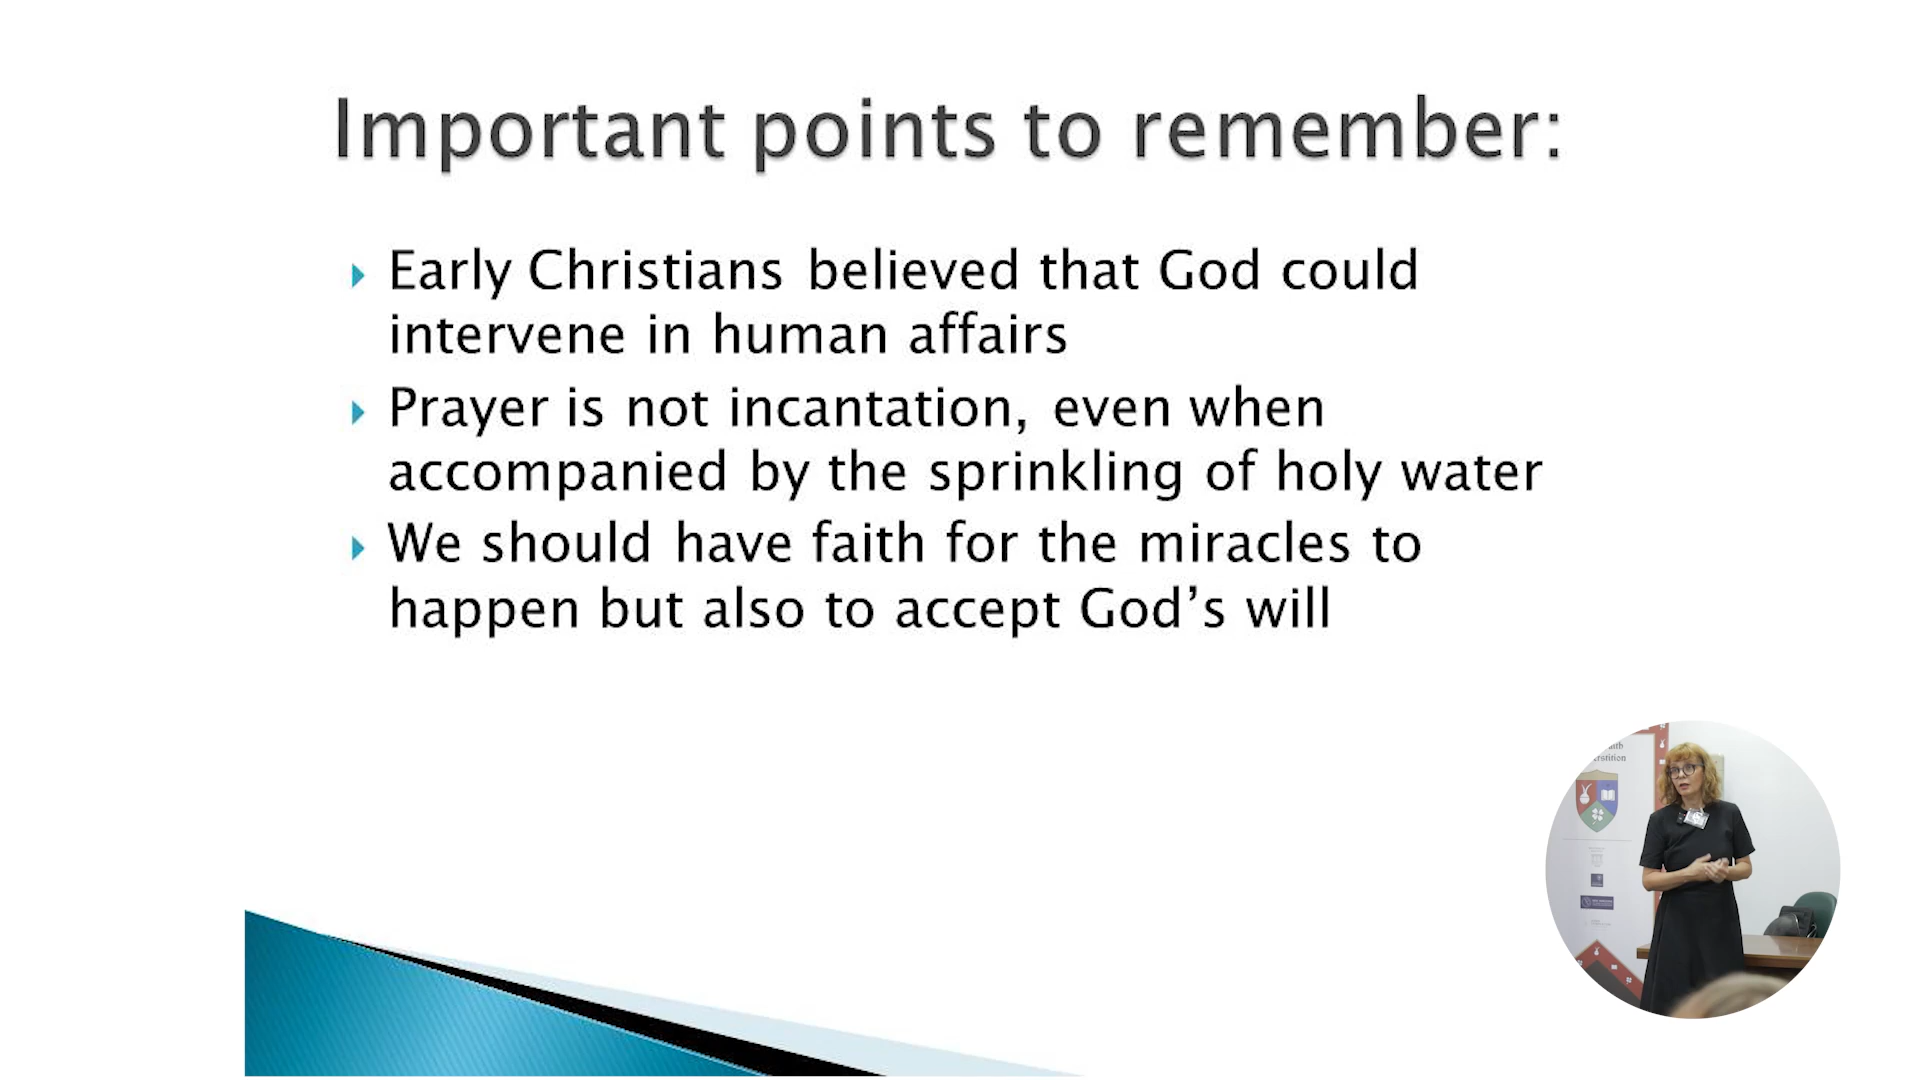 Important points to remember:
Early Christians believed that God could
intervene in human affairs
Prayer is not incantation, even when
accompanied by the sprinkling of holy water
We should have faith for the miracles to
happen but also to accept God’s will